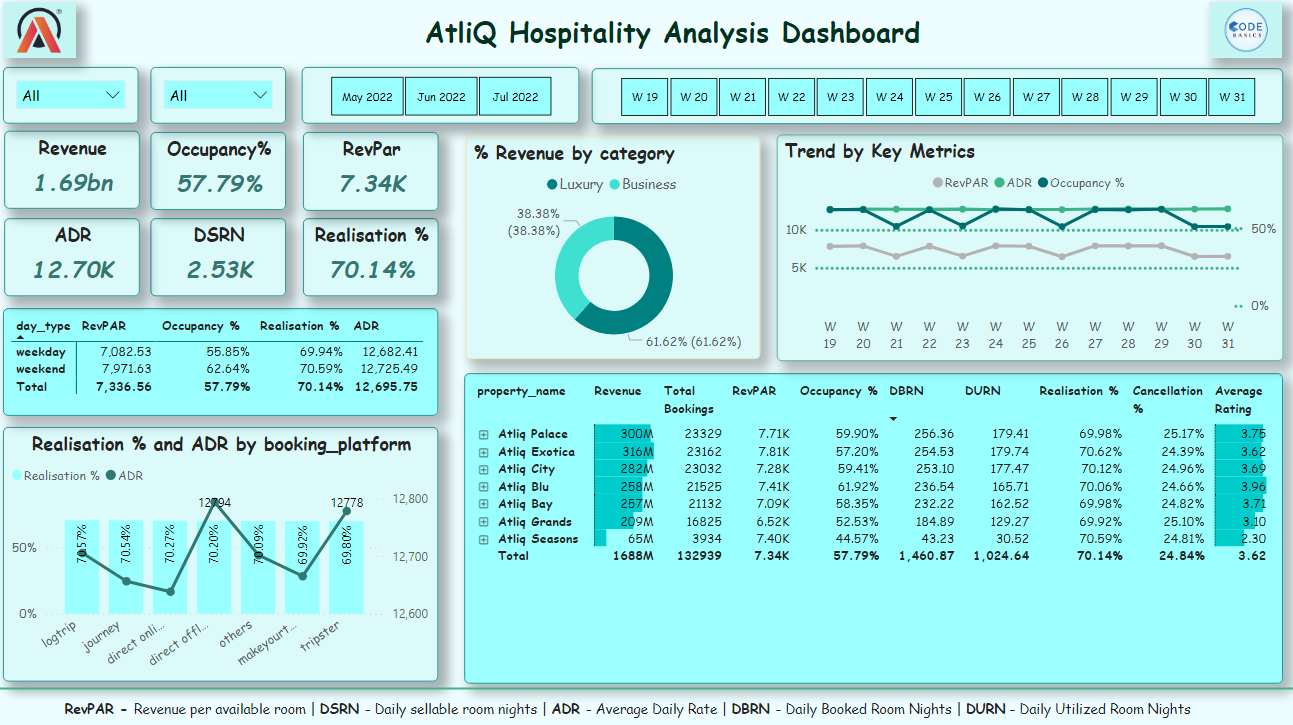 AtliQ Hospitality Analysis Dashboard
CODE
BASICS
All
All
May 2022 Jun 2022 Jul 2022
W 19 W 20 W 21 W 22 W 23 W 24 W 25 W 26 W 27 W 28 W 29 W 30 W 31
Revenue
1.69bn
Occupancy%
57.79%
RevPar
7.34K
ADR
12.70K
DSRN
2.53K
Realisation %
70.14%
% Revenue by category
Luxury Business
38.38%
(38.38%)
61.62% (61.62%)
Trend by Key Metrics
RevPAR ADR Occupancy %
10K 50%
5K
0%
W W W W W W W W W W W W W
19 20 21 22 23 24 25 26 27 28 29 30 31
day_type RevPAR Occupancy % Realisation % ADR
weekday 7,082.53 55.85% 69.94% 12,682.41
weekend 7,971.63 62.64% 70.59% 12,725.49
Total 7,336.56 57.79% 70.14% 12,695.75
Realisation % and ADR by booking_platform
Realisation % ADR
12794 12778 12,800
50% 12,700
0% 12,600
70.54% 70.27% 70.20% 69.92% 69.80%
logtrip journey direct onli... direct offl... others makeyourt... tripster
property_name Revenue Total Bookings RevPAR Occupancy % DBRN DURN Realisation % Cancellation % Average Rating
Atliq Palace 300M 23329 7.71K 59.90% 256.36 179.41 69.98% 25.17% 3.75
Atliq Exotica 316M 23162 7.81K 57.20% 254.53 179.74 70.62% 24.39% 3.62
Atliq City 282M 23032 7.28K 59.41% 253.10 177.47 70.12% 24.96% 3.69
Atliq Blu 258M 21525 7.41K 61.92% 236.54 165.71 70.06% 24.66% 3.96
Atliq Bay 257M 21132 7.09K 58.35% 232.22 162.52 69.98% 24.82% 3.71
Atliq Grands 209M 16825 6.52K 52.53% 184.89 129.27 69.92% 25.10% 3.10
Atliq Seasons 65M 3934 7.40K 44.57% 43.23 30.52 70.59% 24.81% 2.30
Total 1688M 132939 7.34K 57.79% 1,460.87 1,024.64 70.14% 24.84% 3.62
RevPAR - Revenue per available room | DSRN - Daily sellable room nights | ADR - Average Daily Rate | DBRN - Daily Booked Room Nights | DURN - Daily Utilized Room Nights